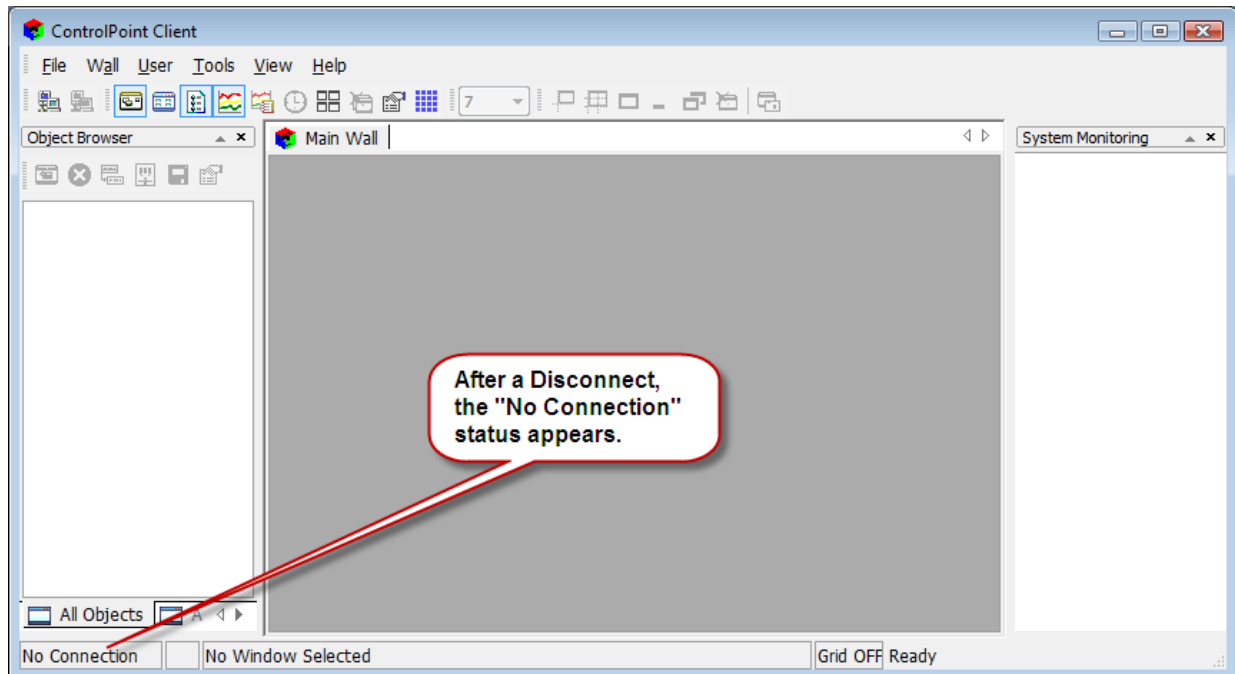 ControlPoint Client
File Wall User Tools View Help
7
Object Browser
Main Wall
System Monitoring
After a Disconnect,
the "No Connection"
status appears.
All Objects A
No Connection No Window Selected Grid OFF Ready